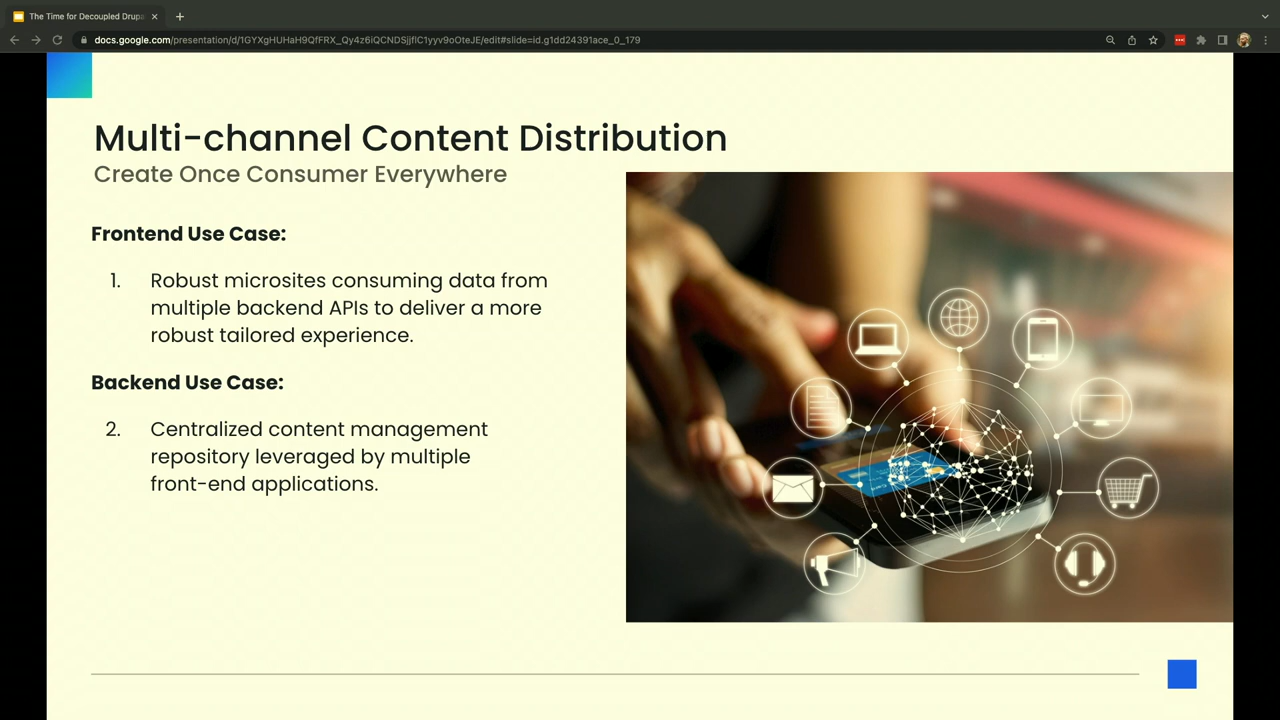 The Time for Decoupled Drup
docs.google.com/presentation/d/1GYXgHUHaH9QfFRX_Qy4z6iQCNDSjjflC1yyv9oOteJE/edit#slide=id.g1dd24391ace_0_179
Multi-channel Content Distribution
Create Once Consumer Everywhere
Frontend Use Case:
1. Robust microsites consuming data from
multiple backend APIs to deliver a more
robust tailored experience.
Backend Use Case:
2. Centralized content management
repository leveraged by multiple
front-end applications.